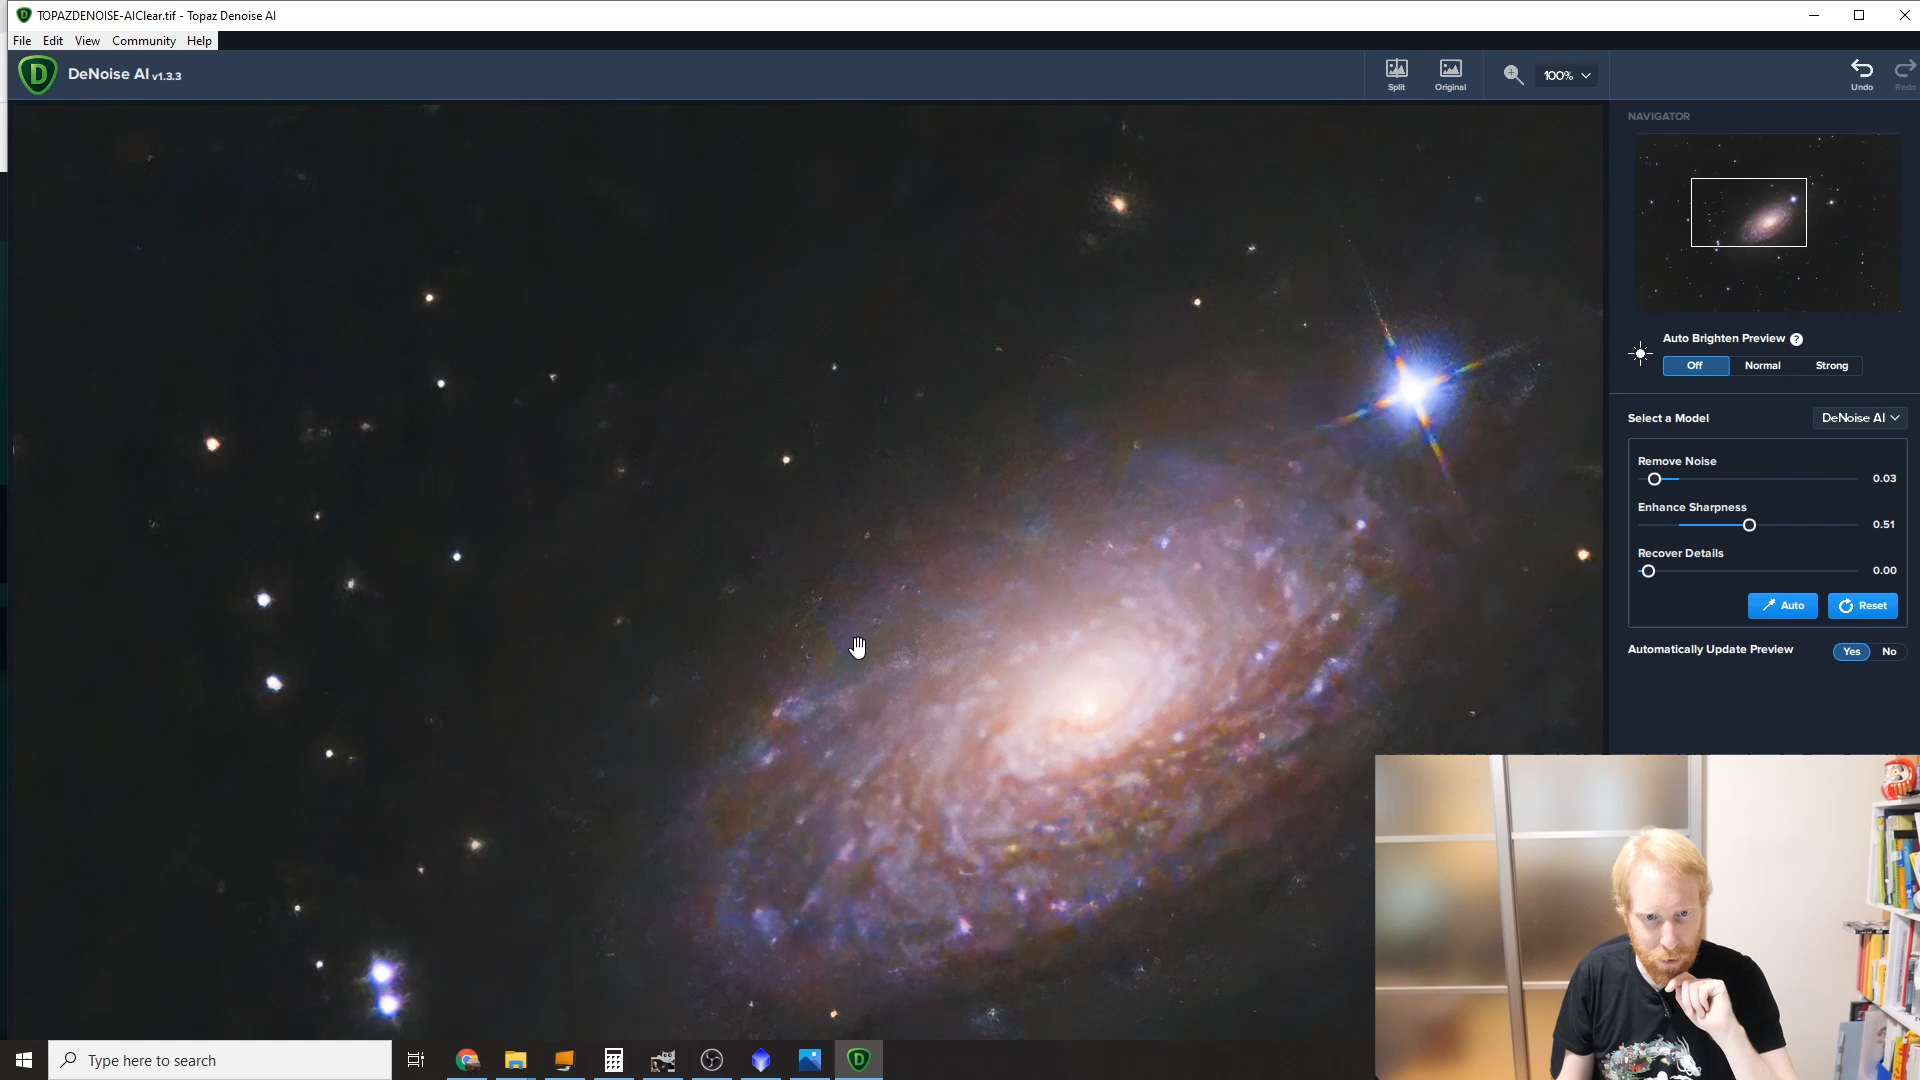 TOPAZDENOISE-AIClear.tif - Topaz Denoise AI
File Edit View Community Help
DeNoise AI v1.3.3
Split
Original
100%
Undo
Redo
NAVIGATOR
Auto Brighten Preview ?
Off Normal Strong
Select a Model DeNoise AI
Remove Noise
0.03
Enhance Sharpness
0.51
Recover Details
0.00
Auto Reset
Automatically Update Preview Yes No
Type here to search